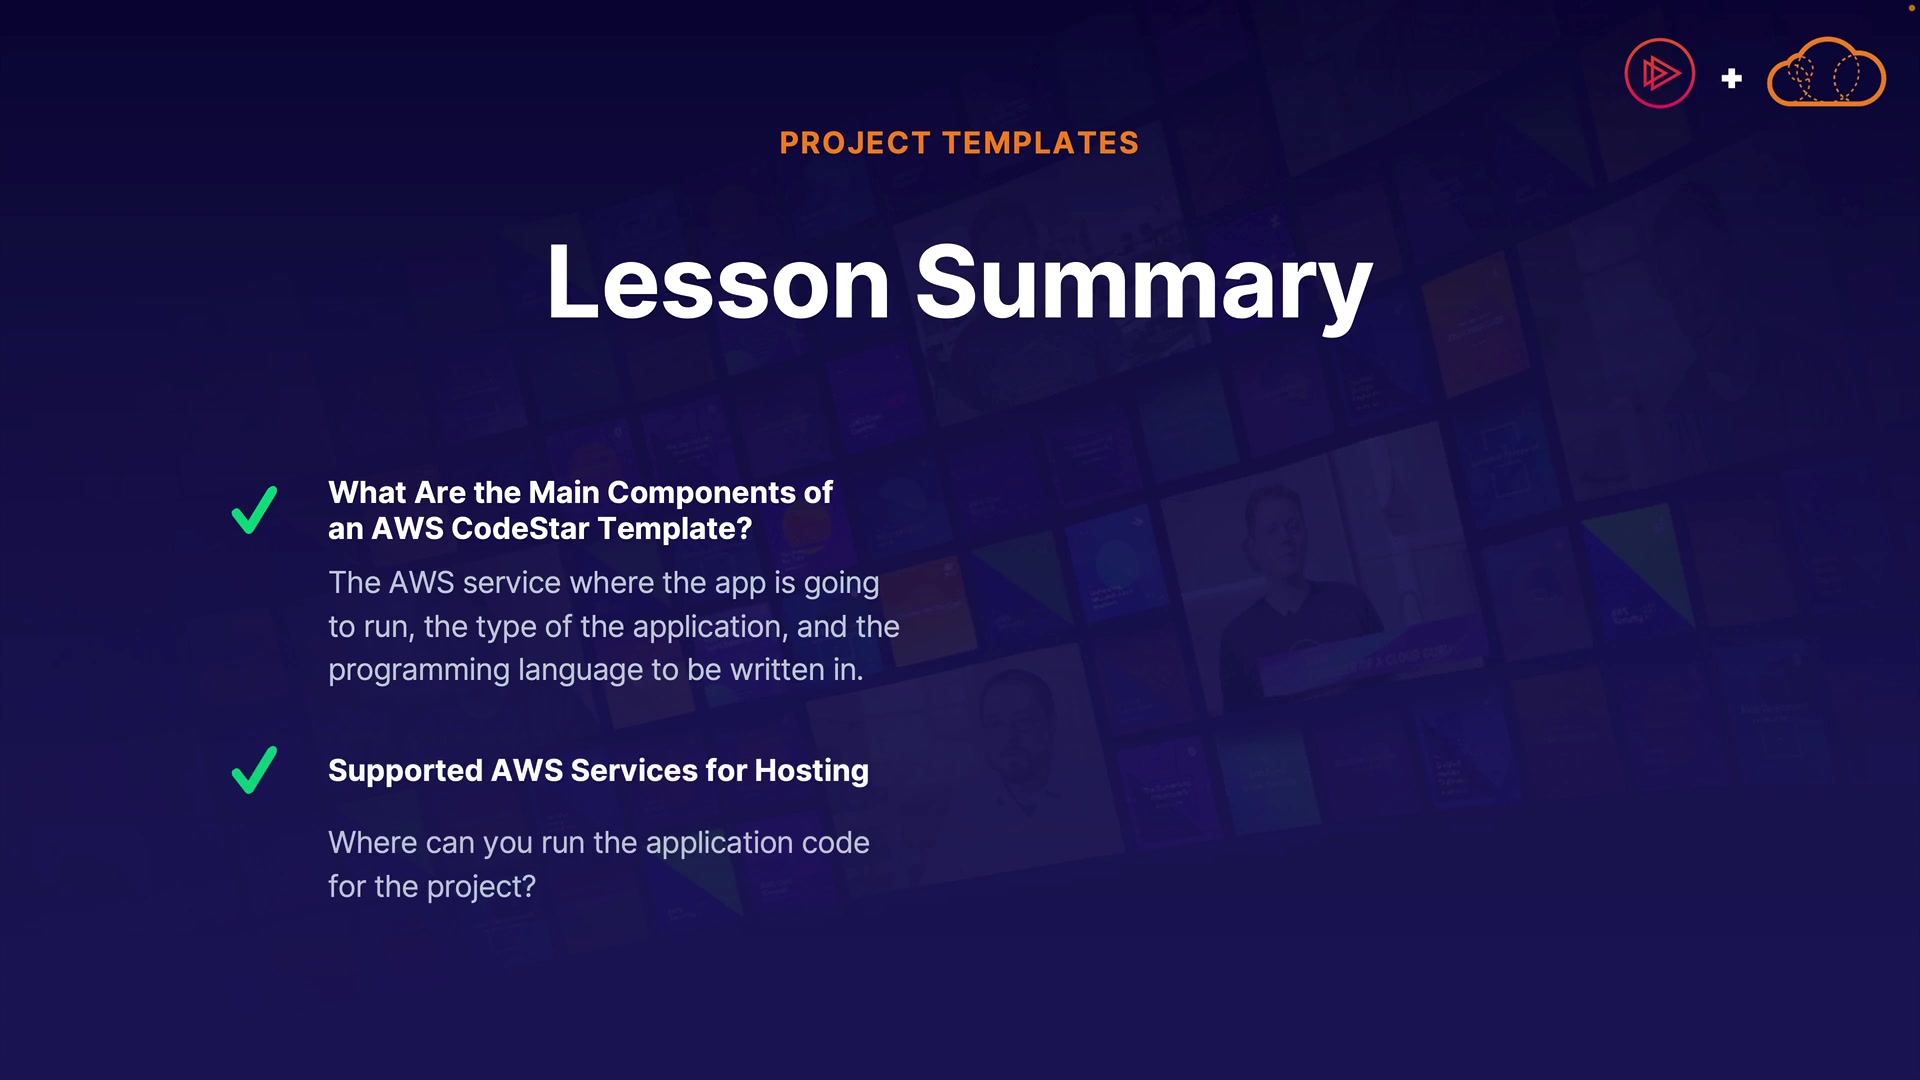 PROJECT TEMPLATES
Lesson Summary
What Are the Main Components of
an AWS CodeStar Template?
The AWS service where the app is going
to run, the type of the application, and the
programming language to be written in.
Supported AWS Services for Hosting
Where can you run the application code
for the project?